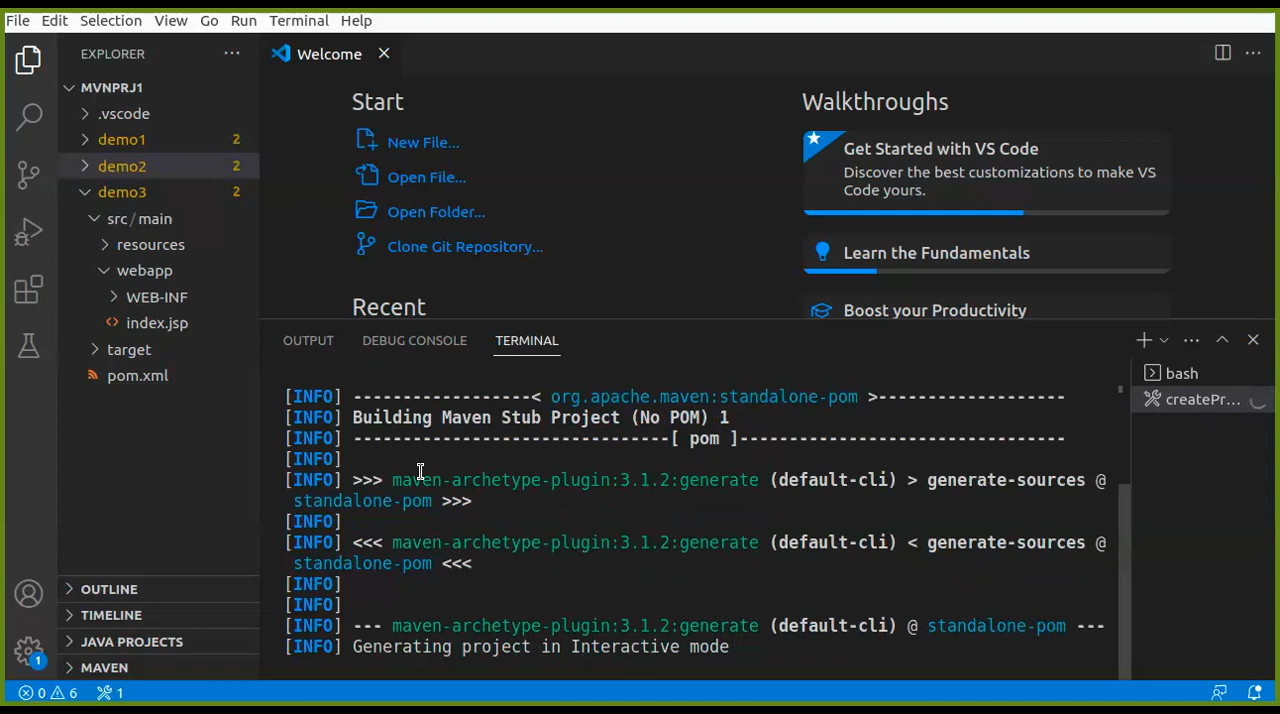 File Edit Selection View Go Run Terminal Help
EXPLORER ···
MVNPRJ1
.vscode
demo1 2
demo2 2
demo3 2
src/main
resources
webapp
WEB-INF
index.jsp
target
pom.xml
OUTLINE
TIMELINE
JAVA PROJECTS
MAVEN
Welcome
Start
New File...
Open File...
Open Folder...
Clone Git Repository...
Recent
Walkthroughs
Get Started with VS Code
Discover the best customizations to make VS
Code yours.
Learn the Fundamentals
Boost your Productivity
OUTPUT DEBUG CONSOLE TERMINAL
[INFO] ------------------< org.apache.maven:standalone-pom >-------------------
[INFO] Building Maven Stub Project (No POM) 1
[INFO] --------------------------------[ pom ]---------------------------------
[INFO]
[INFO] >>> maven-archetype-plugin:3.1.2:generate (default-cli) > generate-sources @
standalone-pom >>>
[INFO]
[INFO] <<< maven-archetype-plugin:3.1.2:generate (default-cli) < generate-sources @
standalone-pom <<<
[INFO]
[INFO]
[INFO] --- maven-archetype-plugin:3.1.2:generate (default-cli) @ standalone-pom ---
[INFO] Generating project in Interactive mode
bash
createPr...
1
0 6 1